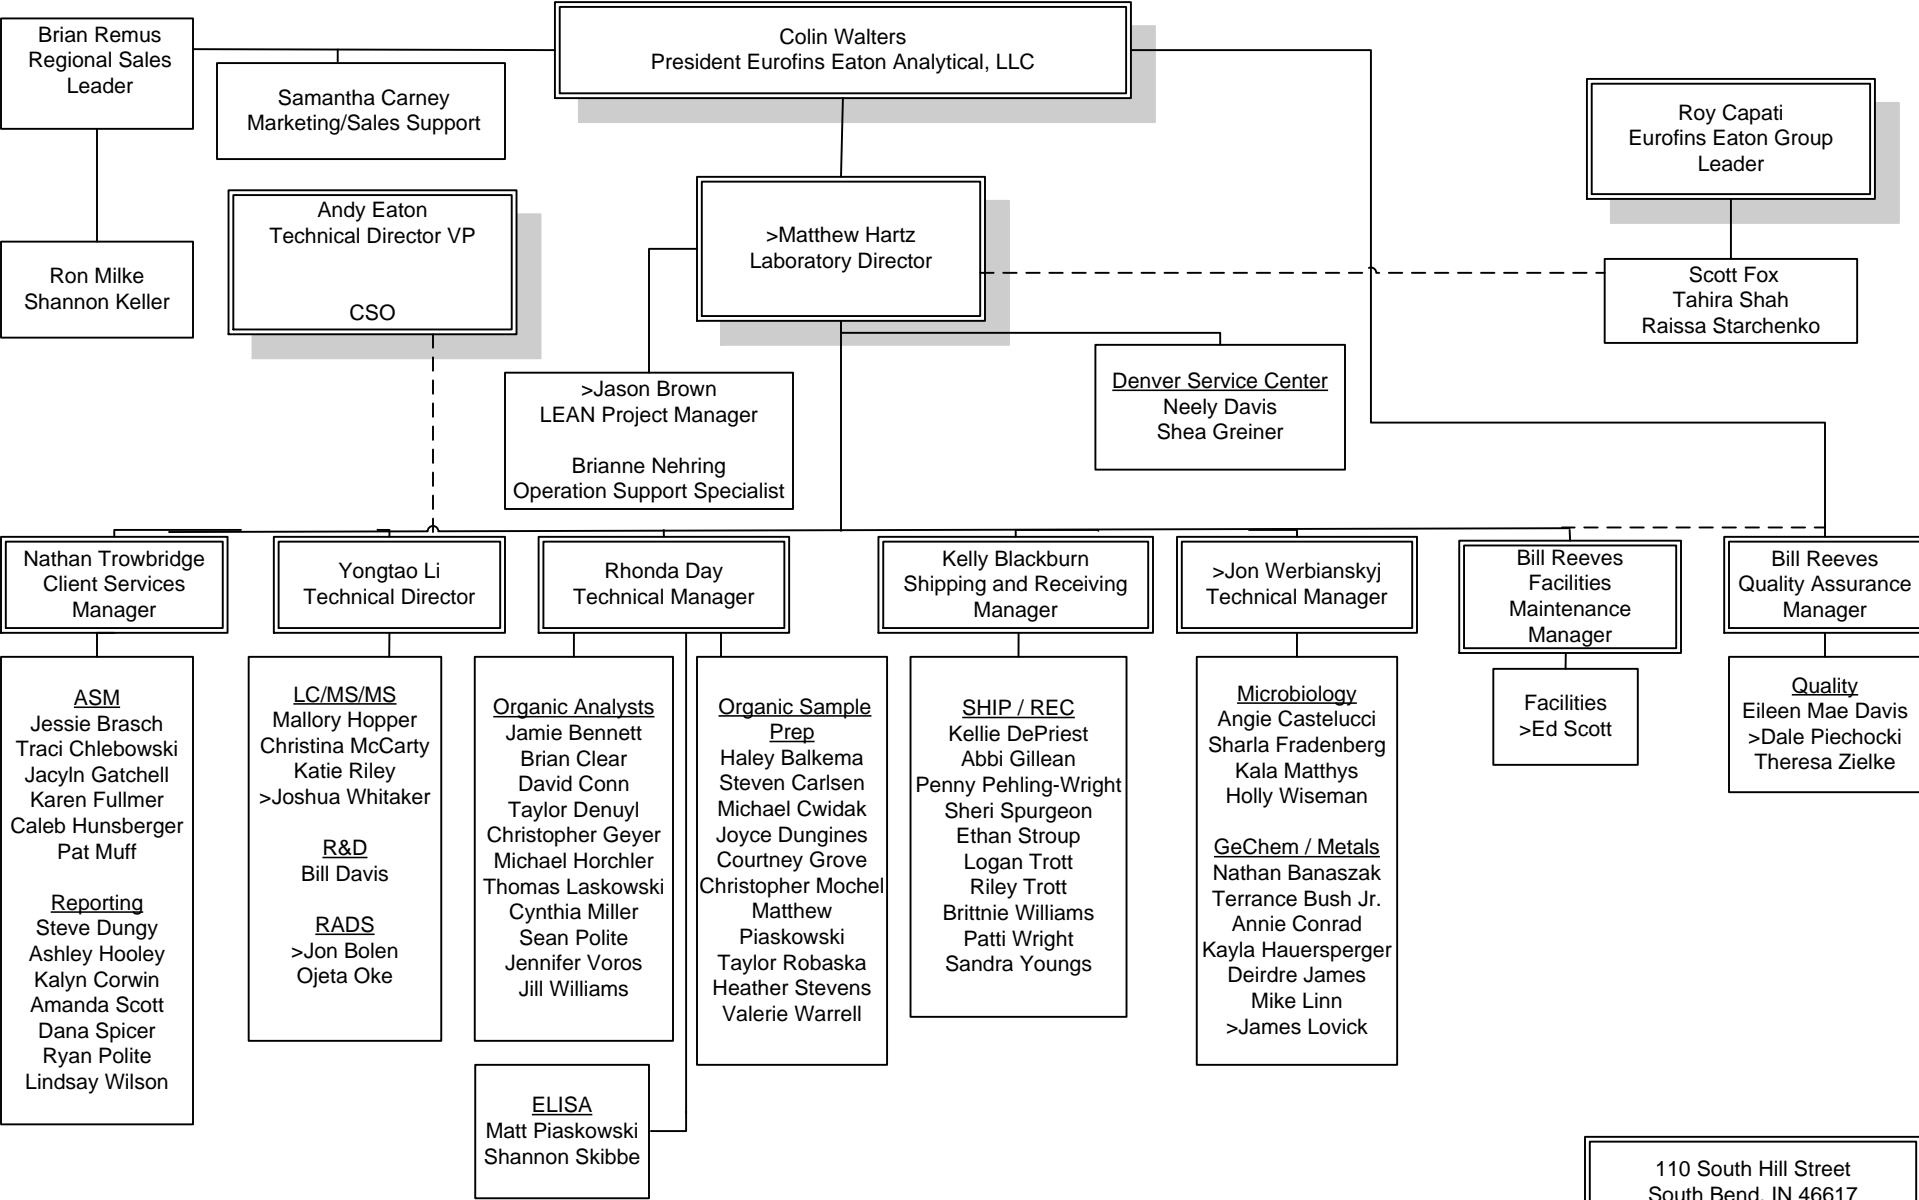 Brian Remus
Regional Sales
Leader
Colin Walters
President Eurofins Eaton Analytical, LLC
Samantha Carney
Marketing/Sales Support
Roy Capati
Eurofins Eaton Group
Leader
Andy Eaton
Technical Director VP
CSO
>Matthew Hartz
Laboratory Director
Ron Milke
Shannon Keller
Scott Fox
Tahira Shah
Raissa Starchenko
>Jason Brown
LEAN Project Manager
Brianne Nehring
Operation Support Specialist
Denver Service Center
Neely Davis
Shea Greiner
Nathan Trowbridge
Client Services
Manager
Yongtao Li
Technical Director
Rhonda Day
Technical Manager
Kelly Blackburn
Shipping and Receiving
Manager
>Jon Werbianskyj
Technical Manager
Bill Reeves
Facilities
Maintenance
Manager
Bill Reeves
Quality Assurance
Manager
ASM
Jessie Brasch
Traci Chlebowski
Jacyln Gatchell
Karen Fullmer
Caleb Hunsberger
Pat Muff
Reporting
Steve Dungy
Ashley Hooley
Kalyn Corwin
Amanda Scott
Dana Spicer
Ryan Polite
Lindsay Wilson
LC/MS/MS
Mallory Hopper
Christina McCarty
Katie Riley
>Joshua Whitaker
R&D
Bill Davis
RADS
>Jon Bolen
Ojeta Oke
Organic Analysts
Jamie Bennett
Brian Clear
David Conn
Taylor Denuyl
Christopher Geyer
Michael Horchler
Thomas Laskowski
Cynthia Miller
Sean Polite
Jennifer Voros
Jill Williams
Organic Sample
Prep
Haley Balkema
Steven Carlsen
Michael Cwidak
Joyce Dungines
Courtney Grove
Christopher Mochel
Matthew
Piaskowski
Taylor Robaska
Heather Stevens
Valerie Warrell
SHIP / REC
Kellie DePriest
Abbi Gillean
Penny Pehling-Wright
Sheri Spurgeon
Ethan Stroup
Logan Trott
Riley Trott
Brittnie Williams
Patti Wright
Sandra Youngs
Microbiology
Angie Castelucci
Sharla Fradenberg
Kala Matthys
Holly Wiseman
GeChem / Metals
Nathan Banaszak
Terrance Bush Jr.
Annie Conrad
Kayla Hauersperger
Deirdre James
Mike Linn
>James Lovick
Facilities
>Ed Scott
Quality
Eileen Mae Davis
>Dale Piechocki
Theresa Zielke
ELISA
Matt Piaskowski
Shannon Skibbe
110 South Hill Street
South Bend, IN 46617